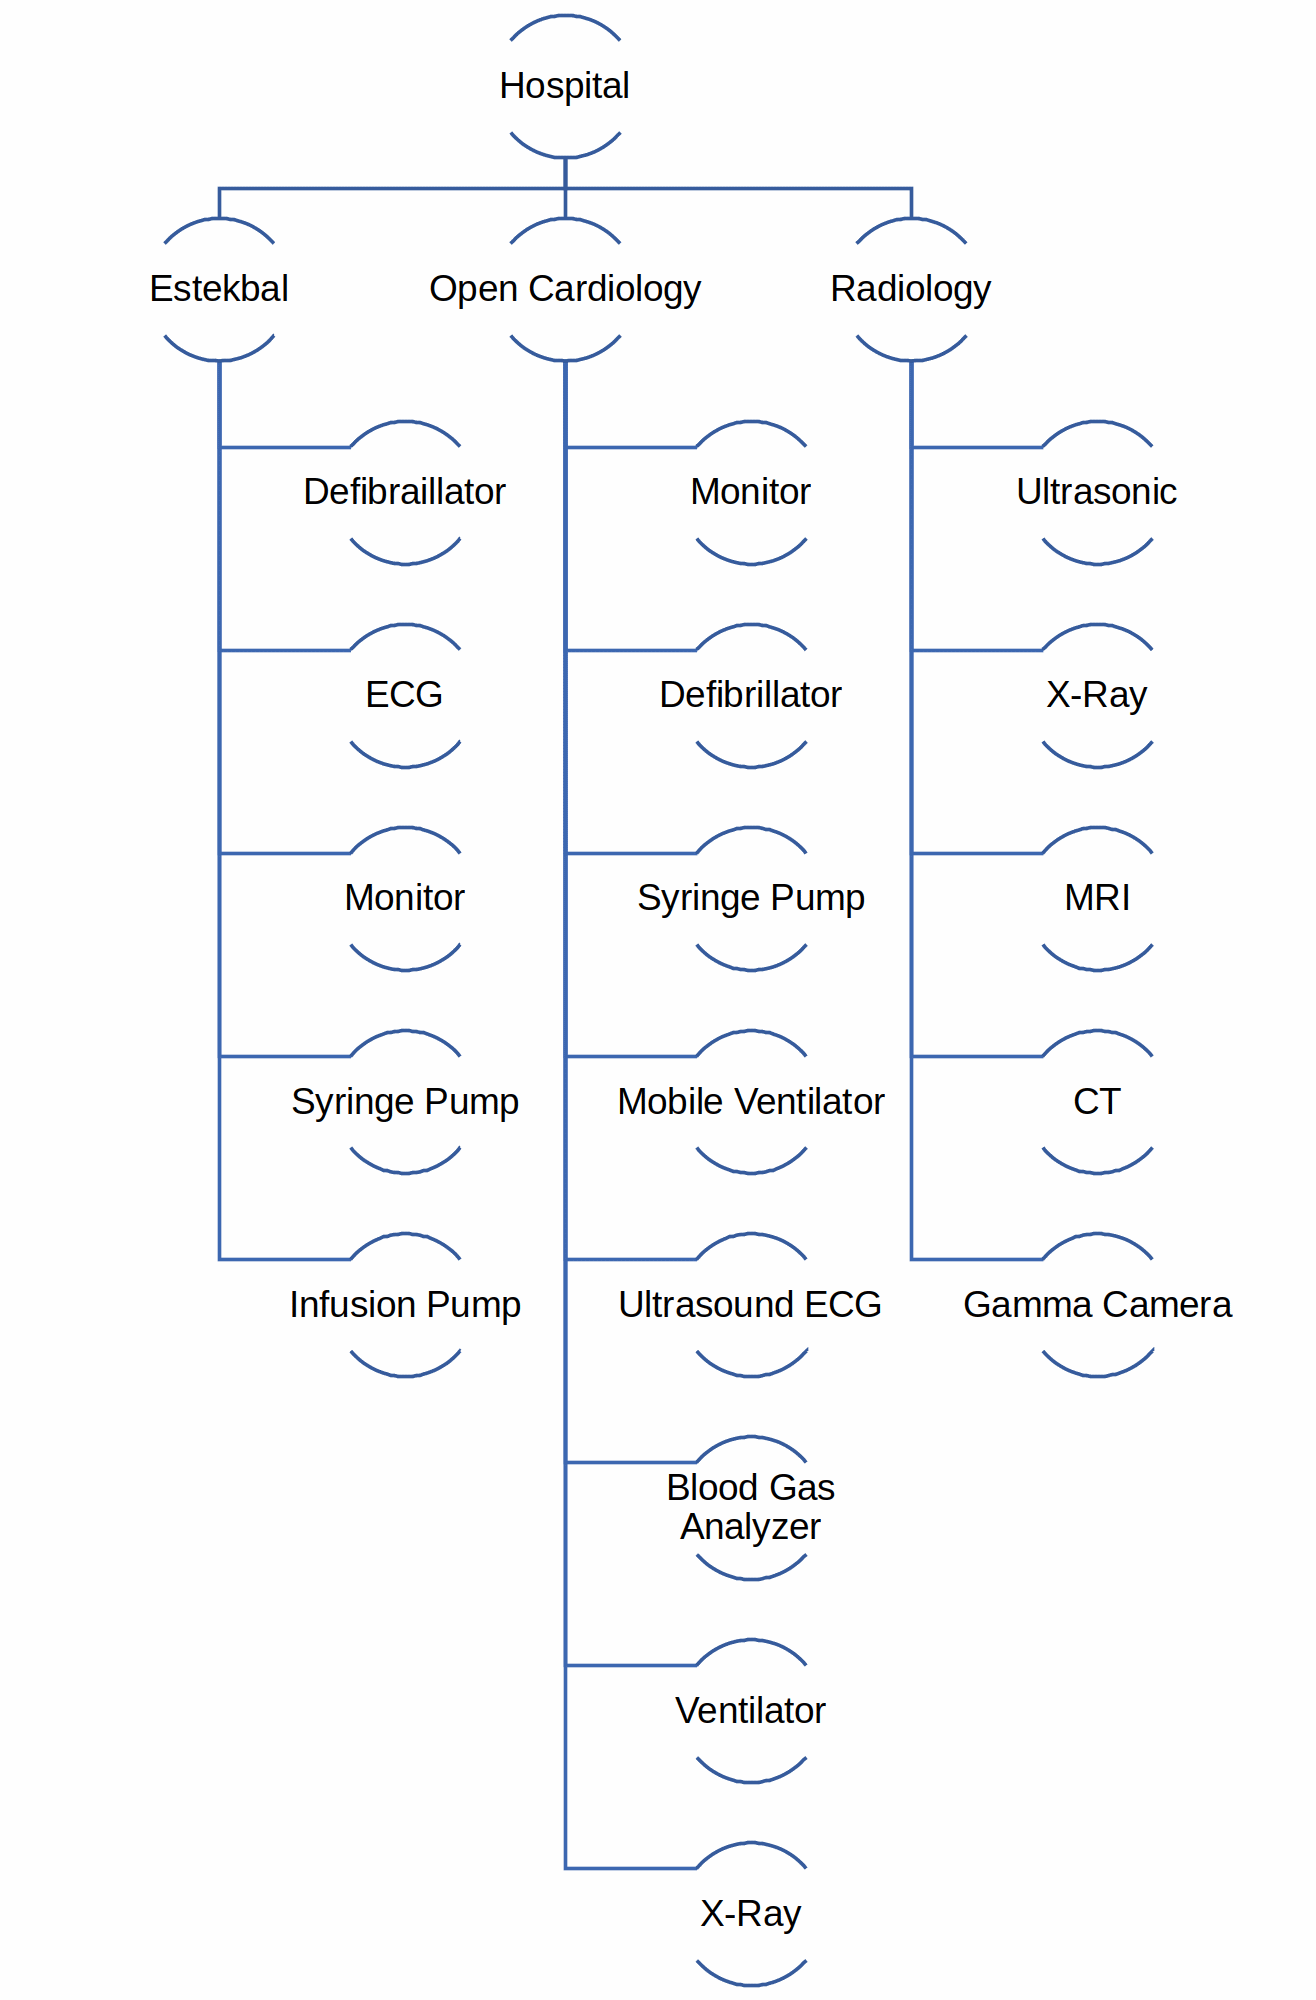 Hospital
Estekbal
Open Cardiology
Radiology
Defibraillator
Monitor
Ultrasonic
ECG
Defibrillator
X-Ray
Monitor
Syringe Pump
MRI
Syringe Pump
Mobile Ventilator
CT
Infusion Pump
Ultrasound ECG
Gamma Camera
Blood Gas
Analyzer
Ventilator
X-Ray